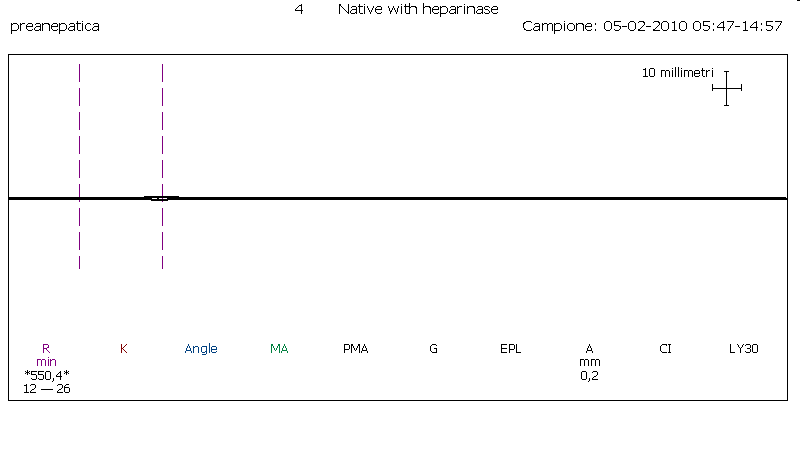 4 Native with heparinase
preanepatica Campione: 05-02-2010 05:47-14:57
10 millimetri
R K Angle MA PMA G EPL A CI LY30
min mm
*550,4* 0,2
12 — 26